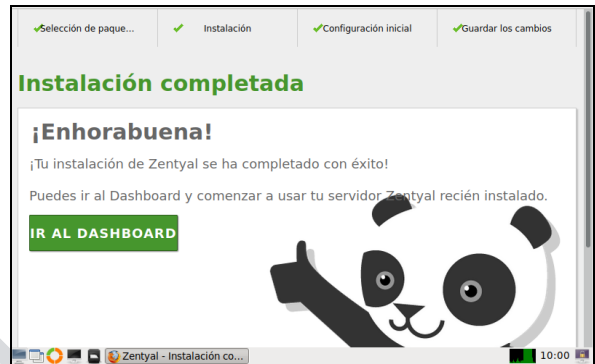 Selección de paque...
Instalación
Configuración inicial
Guardar los cambios
Instalación completada
¡Enhorabuena!
¡Tu instalación de Zentyal se ha completado con éxito!
Puedes ir al Dashboard y comenzar a usar tu servidor Zentyal recién instalado.
IR AL DASHBOARD
Zentyal - Instalación co...
10:00